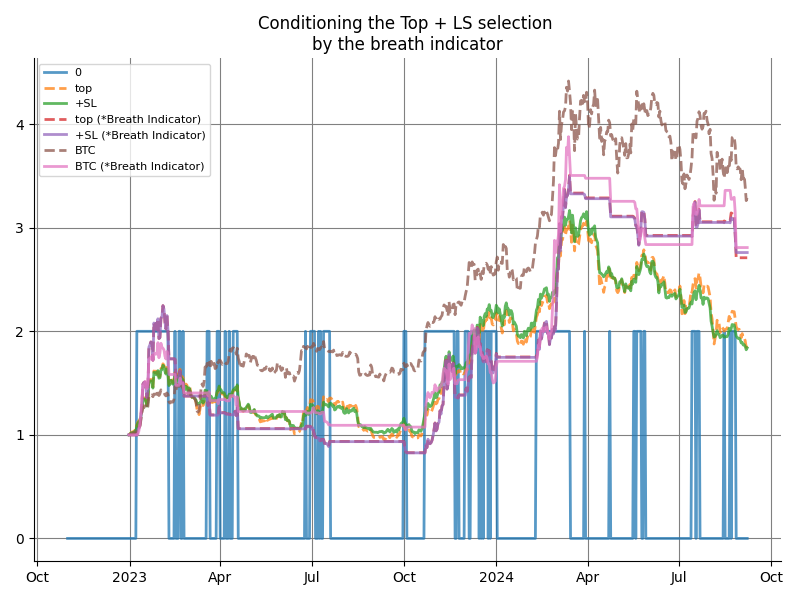 Conditioning the Top + LS selection
by the breath indicator
0
top
+SL
top (*Breath Indicator)
+SL (*Breath Indicator)
BTC
BTC (*Breath Indicator)
4
3
2
1
0
Oct
2023
Apr
Jul
Oct
2024
Apr
Jul
Oct